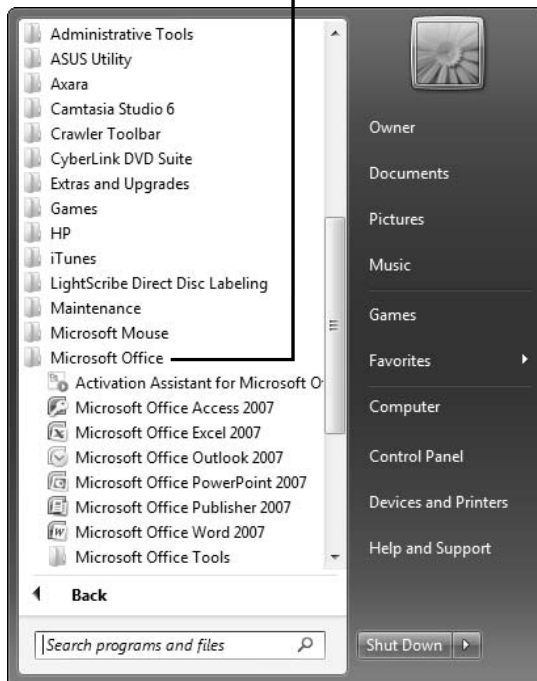 Administrative Tools
ASUS Utility
Axara
Camtasia Studio 6
Crawler Toolbar
CyberLink DVD Suite
Extras and Upgrades
Games
HP
iTunes
LightScribe Direct Disc Labeling
Maintenance
Microsoft Mouse
Microsoft Office
Activation Assistant for Microsoft O
Microsoft Office Access 2007
Microsoft Office Excel 2007
Microsoft Office Outlook 2007
Microsoft Office PowerPoint 2007
Microsoft Office Publisher 2007
Microsoft Office Word 2007
Microsoft Office Tools
Back
Search programs and files
Owner
Documents
Pictures
Music
Games
Favorites
Computer
Control Panel
Devices and Printers
Help and Support
Shut Down